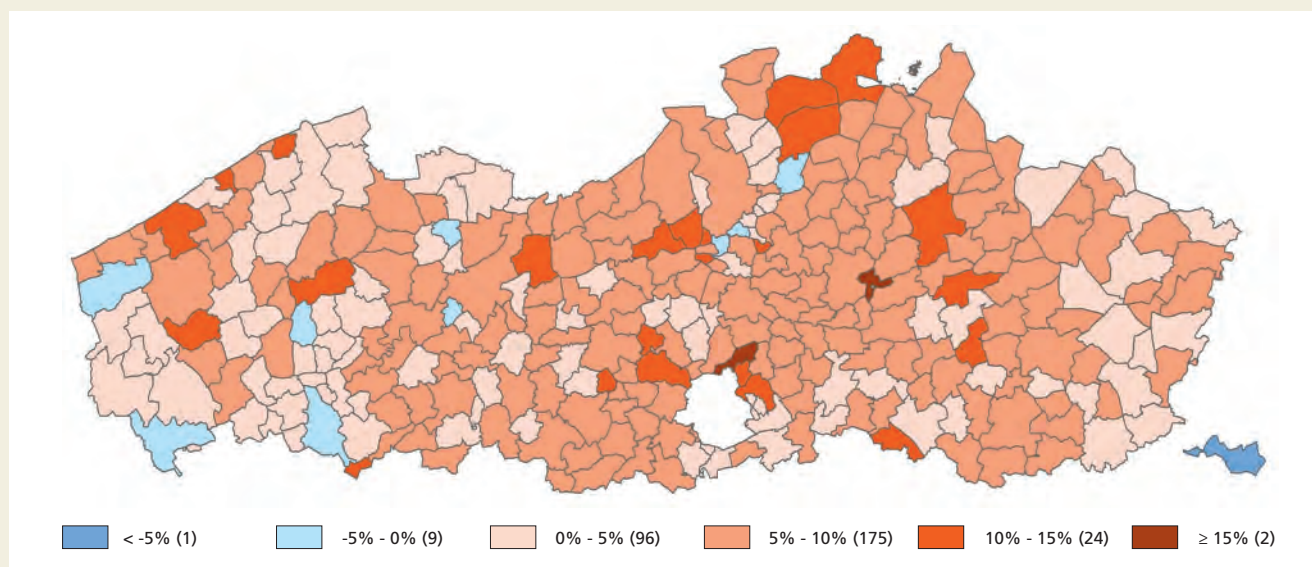 < -5% (1) -5% - 0% (9) 0% - 5% (96) 5% - 10% (175) 10% - 15% (24) ≥ 15% (2)